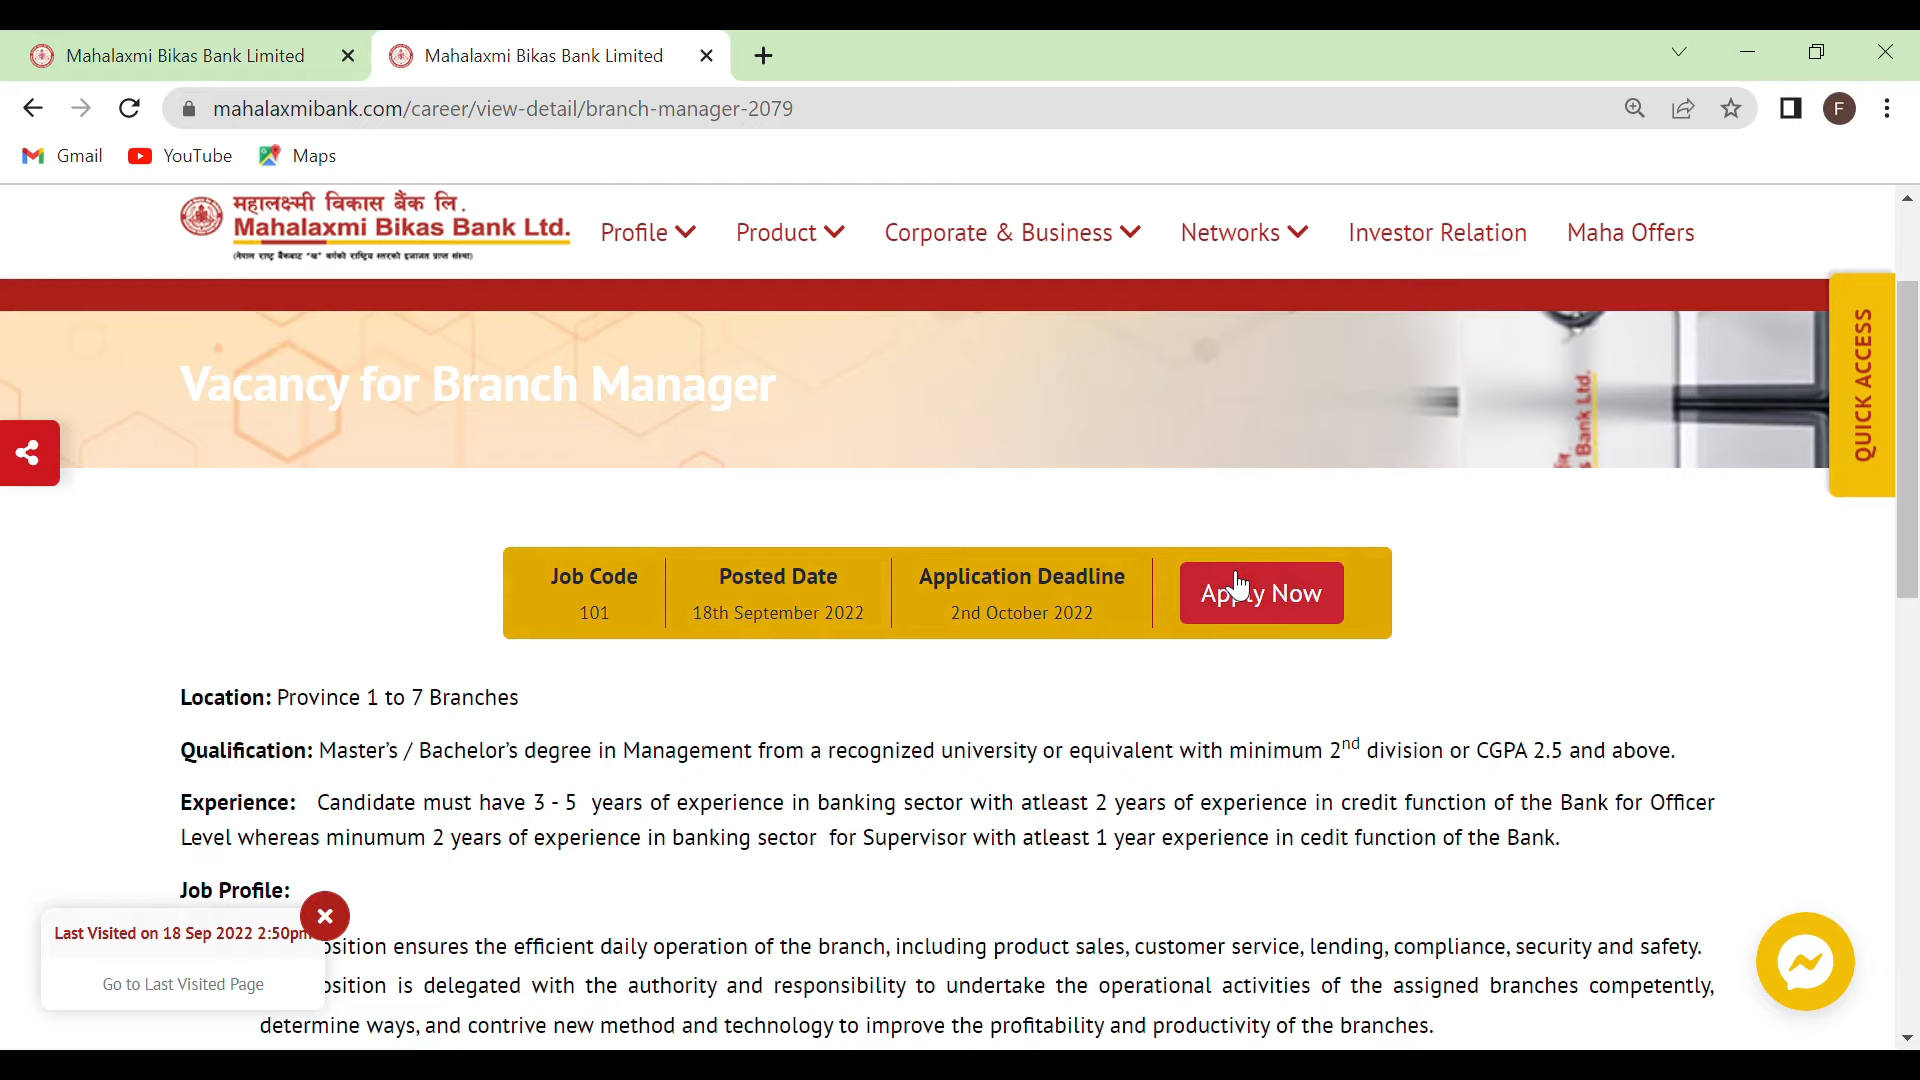 Mahalaxmi Bikas Bank Limited
Mahalaxmi Bikas Bank Limited
mahalaxmibank.com/career/view-detail/branch-manager-2079
F
Gmail
YouTube
Maps
महालक्ष्मी विकास बैंक लि.
Mahalaxmi Bikas Bank Ltd.
(नेपाल राष्ट्र बैंकबाट "ख" वर्गको राष्ट्रिय स्तरको इजाजत प्राप्त संस्था)
Profile
Product
Corporate & Business
Networks
Investor Relation
Maha Offers
QUICK ACCESS
Vacancy for Branch Manager
s Bank Ltd.
Job Code
101
Posted Date
18th September 2022
Application Deadline
2nd October 2022
Apply Now
Location: Province 1 to 7 Branches
Qualification: Master's / Bachelor's degree in Management from a recognized university or equivalent with minimum 2nd division or CGPA 2.5 and above.
Experience: Candidate must have 3 - 5 years of experience in banking sector with atleast 2 years of experience in credit function of the Bank for Officer
Level whereas minumum 2 years of experience in banking sector for Supervisor with atleast 1 year experience in cedit function of the Bank.
Job Profile:
sition ensures the efficient daily operation of the branch, including product sales, customer service, lending, compliance, security and safety.
sition is delegated with the authority and responsibility to undertake the operational activities of the assigned branches competently,
determine ways, and contrive new method and technology to improve the profitability and productivity of the branches.
Last Visited on 18 Sep 2022 2:50pm
Go to Last Visited Page